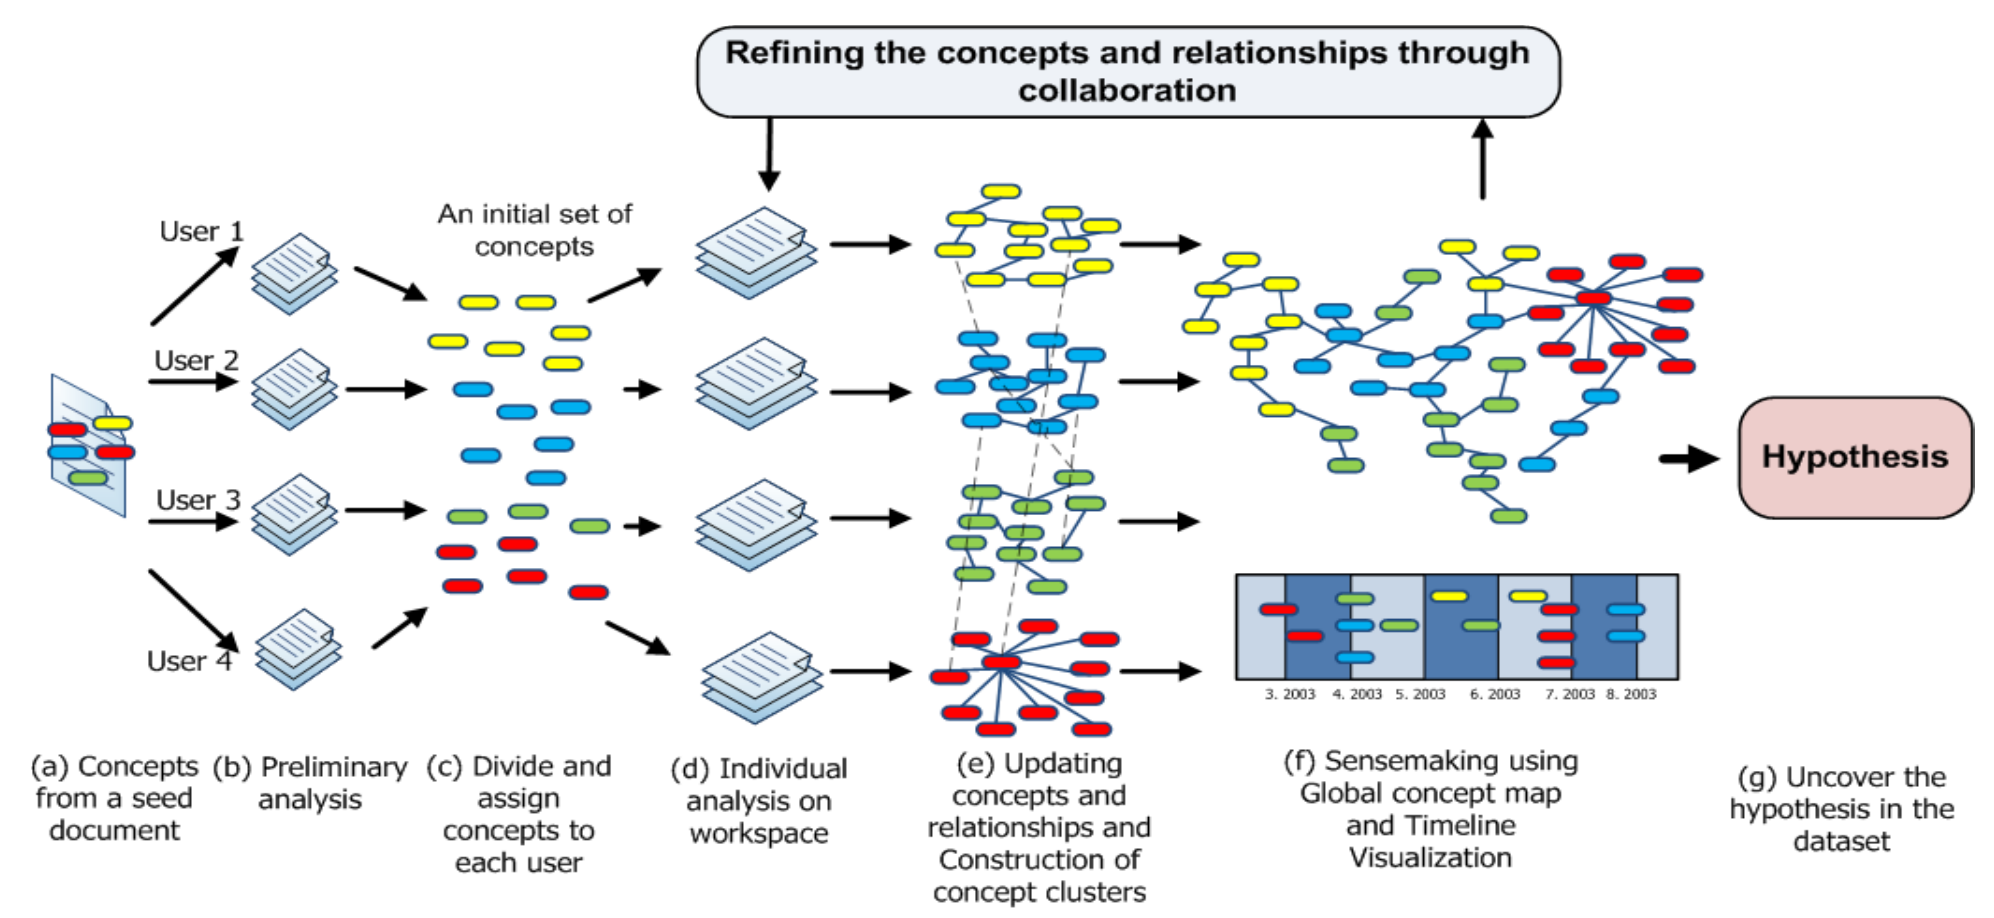 Refining the concepts and relationships through
collaboration
User 1
User 2
User 3
User 4
An initial set of
concepts
Hypothesis
3. 2003 4. 2003 5. 2003 6. 2003 7. 2003 8. 2003
(a) Concepts
from a seed
document
(b) Preliminary
analysis
(c) Divide and
assign
concepts to
each user
(d) Individual
analysis on
workspace
(e) Updating
concepts and
relationships and
Construction of
concept clusters
(f) Sensemaking using
Global concept map
and Timeline
Visualization
(g) Uncover the
hypothesis in the
dataset